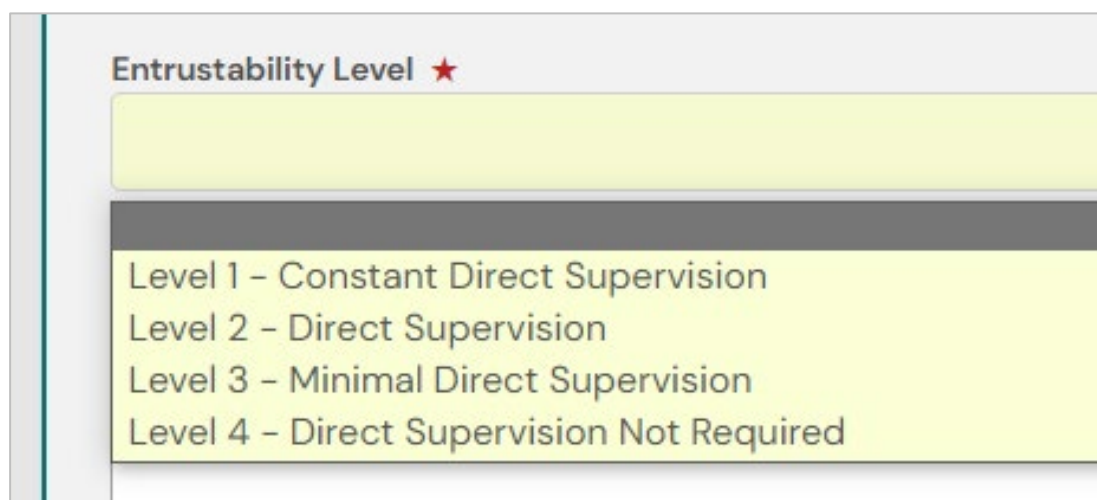 Entrustability Level ★
Level 1 – Constant Direct Supervision
Level 2 – Direct Supervision
Level 3 – Minimal Direct Supervision
Level 4 – Direct Supervision Not Required